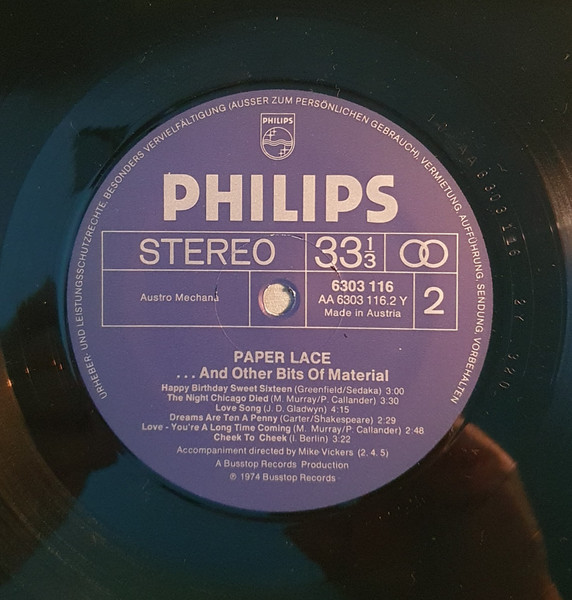 URHEBER- UND LEISTUNGSSCHUTZRECHTE, BESONDERS VERVIELFÄLTIGUNG (AUSSER ZUM PERSÖNLICHEN GEBRAUCH), VERMIETUNG, AUFFÜHRUNG, SENDUNG, VORBEHALTEN
PHILIPS
PHILIPS
STEREO 33 1/3
Austro Mechana
6303 116
AA 6303 116.2 Y
Made in Austria
2
PAPER LACE
...And Other Bits Of Material
Happy Birthday Sweet Sixteen (Greenfield/Sedaka) 3:00
The Night Chicago Died (M. Murray/P. Callander) 3:30
Love Song (J. D. Gladwyn) 4:15
Dreams Are Ten A Penny (Carter/Shakespeare) 2:29
Love - You're A Long Time Coming (M. Murray/P. Callander) 2:48
Cheek To Cheek (I. Berlin) 3.22
Accompaniment directed by Mike Vickers (2. 4. 5)
A Busstop Records Production
℗ 1974 Busstop Records